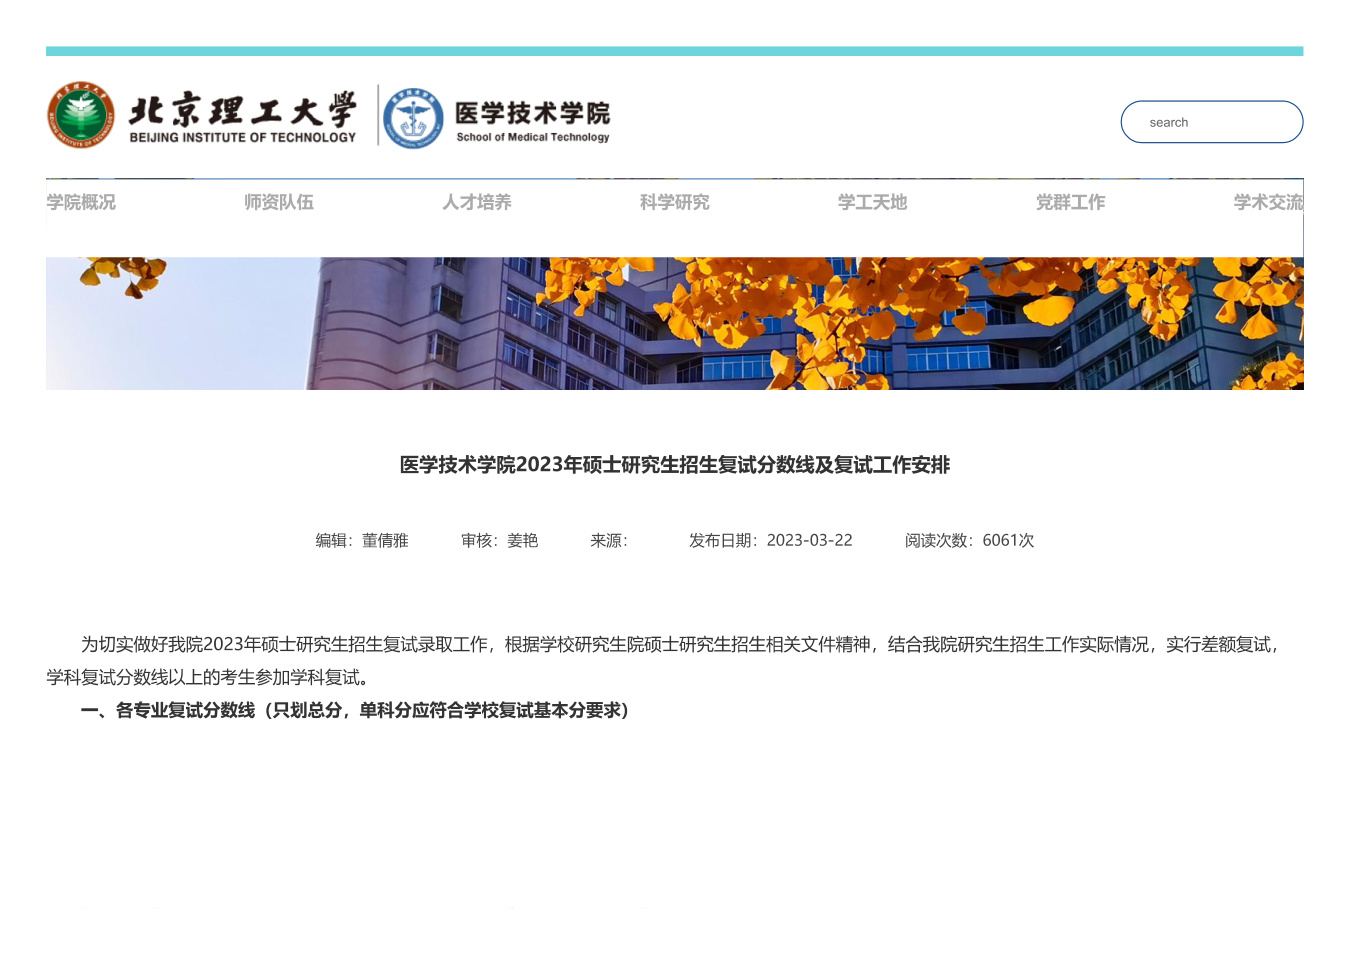 北京理工大学
BEIJING INSTITUTE OF TECHNOLOGY
医学技术学院
School of Medical Technology
search
学院概况 师资队伍 人才培养 科学研究 学工天地 党群工作 学术交流
医学技术学院2023年硕士研究生招生复试分数线及复试工作安排
编辑：董倩雅 审核：姜艳 来源： 发布日期：2023-03-22 阅读次数：6061次
为切实做好我院2023年硕士研究生招生复试录取工作，根据学校研究生院硕士研究生招生相关文件精神，结合我院研究生招生工作实际情况，实行差额复试，
学科复试分数线以上的考生参加学科复试。
一、各专业复试分数线（只划总分，单科分应符合学校复试基本分要求）